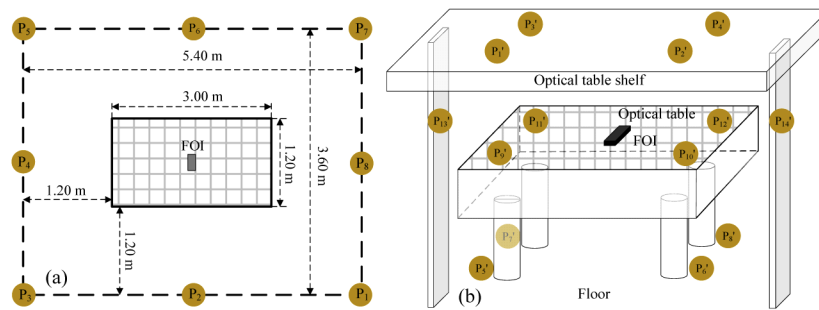 P5
P6
P7
5.40 m
3.00 m
FOI
1.20 m
3.60 m
P4
P8
1.20 m
1.20 m
(a)
P3
P2
P1
P3'
P4'
P1'
P2'
Optical table shelf
Optical table
P13'
P11'
P12'
P14'
FOI
P9'
P10'
P7'
P8'
P5'
P6'
(b)
Floor